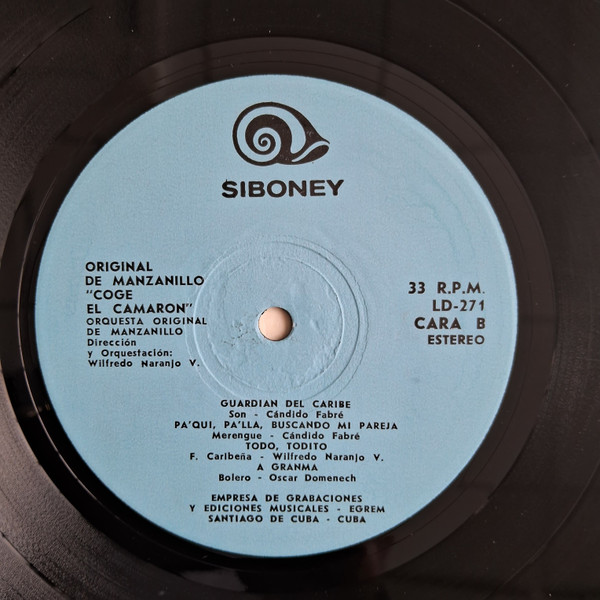 SIBONEY
ORIGINAL
DE MANZANILLO
"COGE
EL CAMARON"
ORQUESTA ORIGINAL
DE MANZANILLO
Dirección
y Orquestación:
Wilfredo Naranjo V.
33 R.P.M.
LD-271
CARA B
ESTEREO
GUARDIAN DEL CARIBE
Son - Cándido Fabré
PA'QUI, PA'LLA, BUSCANDO MI PAREJA
Merengue - Cándido Fabré
TODO, TODITO
F. Caribeña - Wilfredo Naranjo V.
A GRANMA
Bolero - Oscar Domenech
EMPRESA DE GRABACIONES
Y EDICIONES MUSICALES - EGREM
SANTIAGO DE CUBA - CUBA